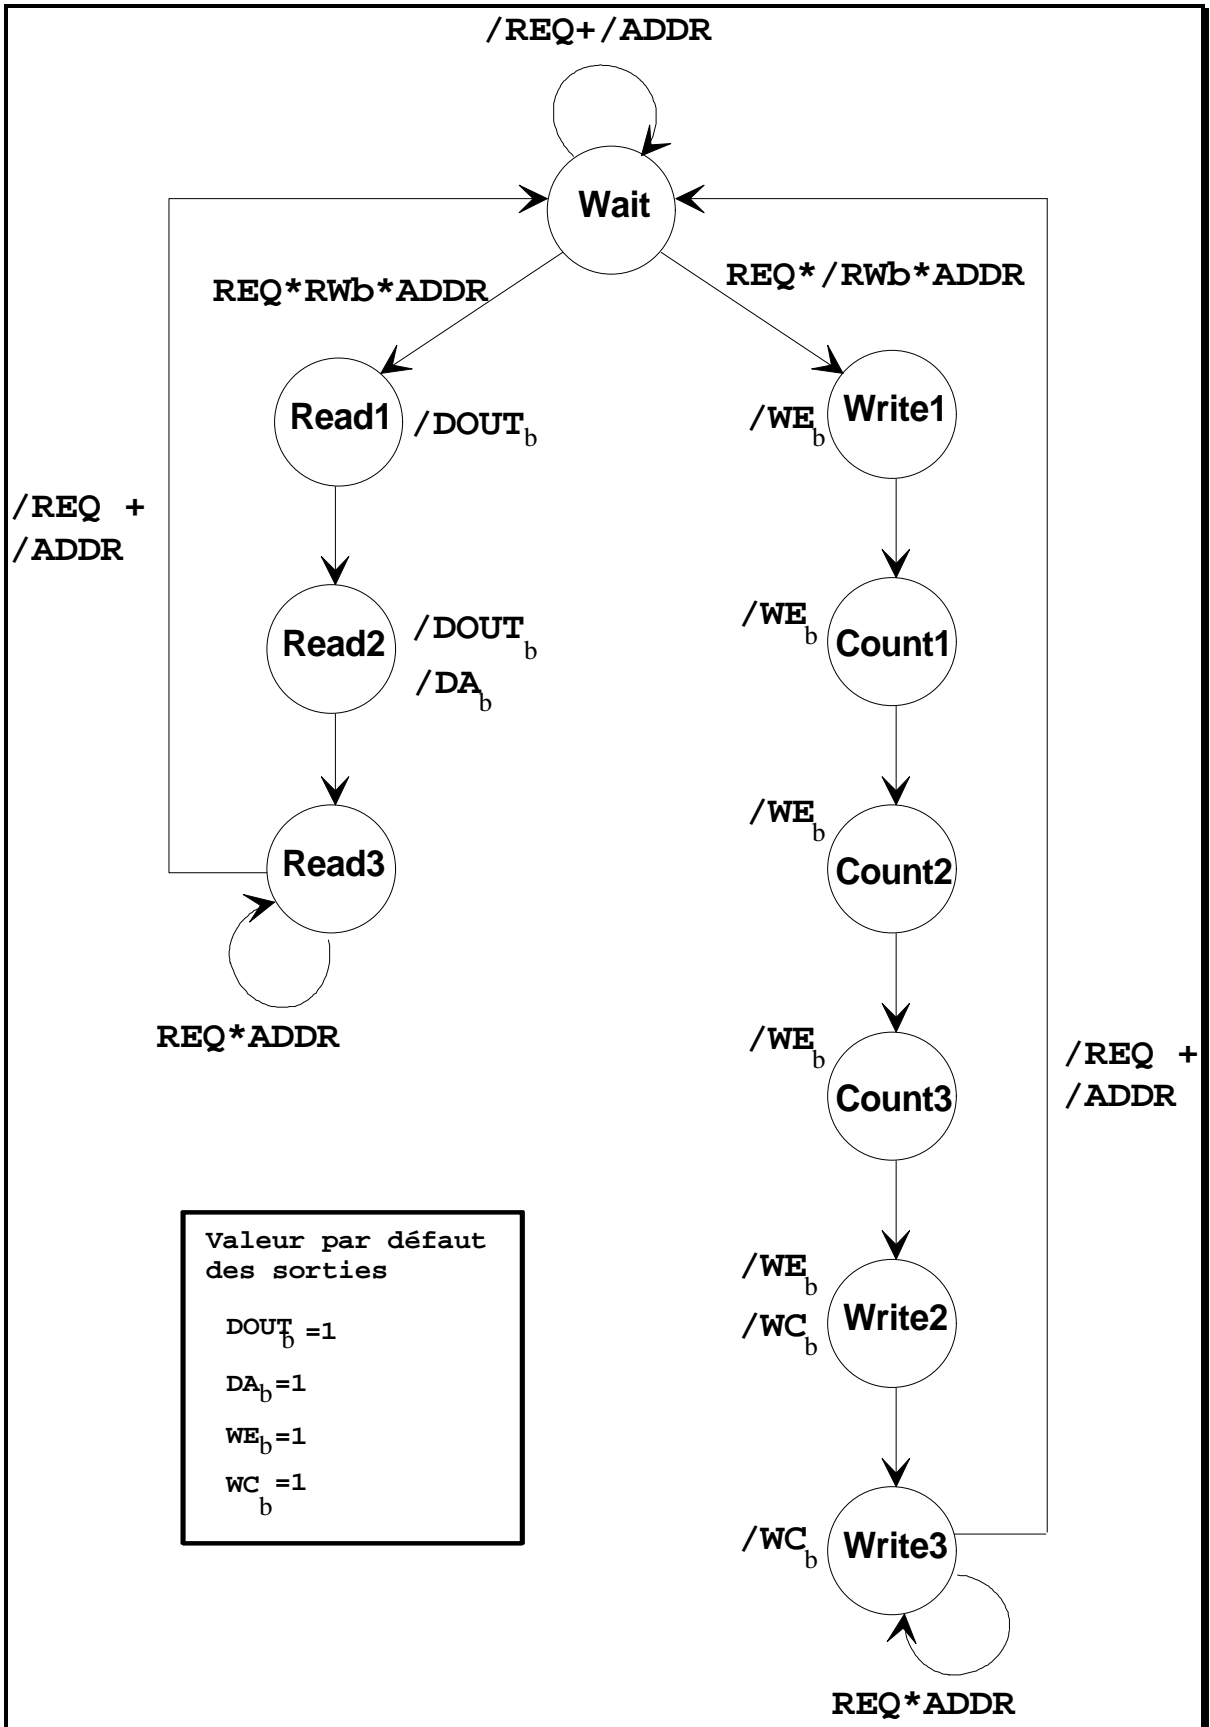 /REQ+/ADDR
Wait
REQ*RWb*ADDR
REQ*/RWb*ADDR
Read1
/DOUTb
/WEb
Write1
/REQ +
/ADDR
Read2
/DOUTb
/DAb
/WEb
Count1
Read3
/WEb
Count2
REQ*ADDR
/WEb
Count3
/REQ +
/ADDR
Valeur par défaut
des sorties
DOUTb =1
DAb=1
WEb=1
WCb=1
/WEb
/WCb
Write2
/WCb
Write3
REQ*ADDR